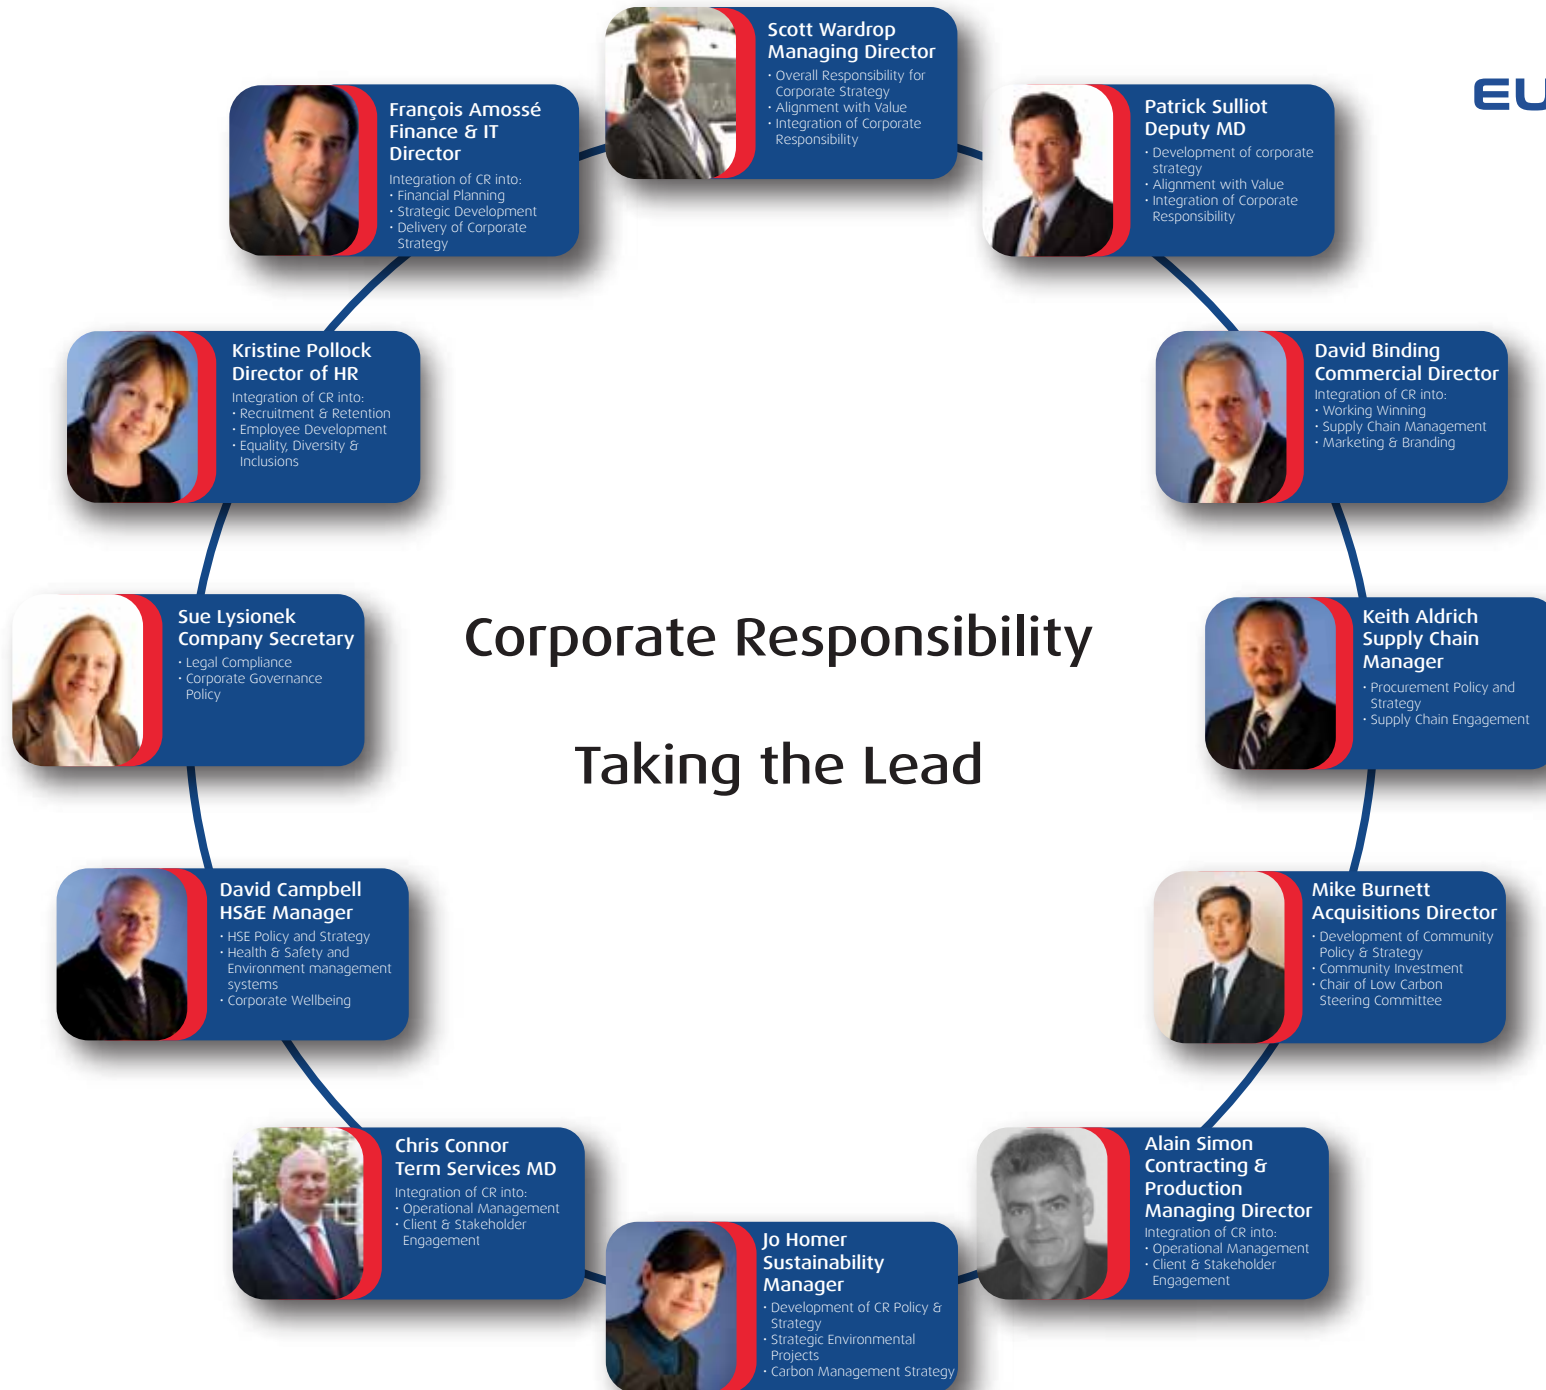 Scott Wardrop
Managing Director
· Overall Responsibility for
Corporate Strategy
· Alignment with Value
· Integration of Corporate
Responsibility
EU
Patrick Sulliot
Deputy MD
· Development of corporate
strategy
· Alignment with Value
· Integration of Corporate
Responsibility
David Binding
Commercial Director
Integration of CR into:
· Working Winning
· Supply Chain Management
· Marketing & Branding
Keith Aldrich
Supply Chain
Manager
· Procurement Policy and
Strategy
· Supply Chain Engagement
Mike Burnett
Acquisitions Director
· Development of Community
Policy & Strategy
· Community Investment
· Chair of Low Carbon
Steering Committee
Alain Simon
Contracting &
Production
Managing Director
Integration of CR into:
· Operational Management
· Client & Stakeholder
Engagement
Jo Homer
Sustainability
Manager
· Development of CR Policy &
Strategy
· Strategic Environmental
Projects
· Carbon Management Strategy
Chris Connor
Term Services MD
Integration of CR into:
· Operational Management
· Client & Stakeholder
Engagement
David Campbell
HS&E Manager
· HSE Policy and Strategy
· Health & Safety and
Environment management
systems
· Corporate Wellbeing
Sue Lysionek
Company Secretary
· Legal Compliance
· Corporate Governance
Policy
Kristine Pollock
Director of HR
Integration of CR into:
· Recruitment & Retention
· Employee Development
· Equality, Diversity &
Inclusions
François Amossé
Finance & IT
Director
Integration of CR into:
· Financial Planning
· Strategic Development
· Delivery of Corporate
Strategy
Corporate Responsibility
Taking the Lead